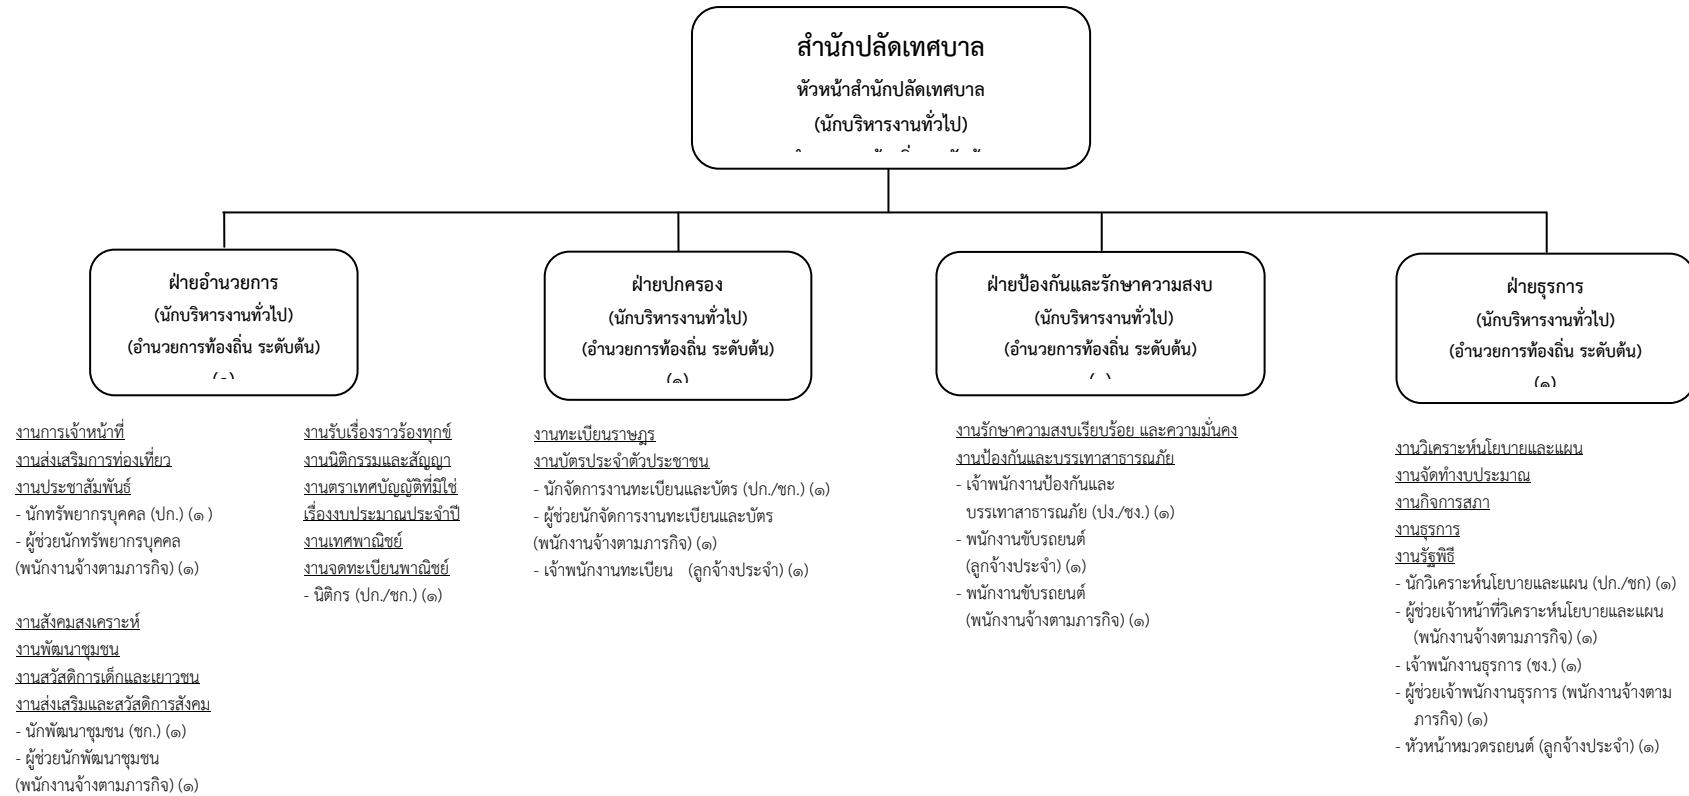 สำนักปลัดเทศบาล
หัวหน้าสำนักปลัดเทศบาล
(นักบริหารงานทั่วไป)
ฝ่ายอำนวยการ
(นักบริหารงานทั่วไป)
(อำนวยการท้องถิ่น ระดับต้น)
(๑)
งานการเจ้าหน้าที่
งานส่งเสริมการท่องเที่ยว
งานประชาสัมพันธ์
- นักทรัพยากรบุคคล (ปก.) (๑ )
- ผู้ช่วยนักทรัพยากรบุคคล
(พนักงานจ้างตามภารกิจ) (๑)
งานสังคมสงเคราะห์
งานพัฒนาชุมชน
งานสวัสดิการเด็กและเยาวชน
งานส่งเสริมและสวัสดิการสังคม
- นักพัฒนาชุมชน (ชก.) (๑)
- ผู้ช่วยนักพัฒนาชุมชน
(พนักงานจ้างตามภารกิจ) (๑)
งานรับเรื่องราวร้องทุกข์
งานนิติกรรมและสัญญา
งานตราเทศบัญญัติที่มิใช่
เรื่องงบประมาณประจำปี
งานเทศพาณิชย์
งานจดทะเบียนพาณิชย์
- นิติกร (ปก./ชก.) (๑)
ฝ่ายปกครอง
(นักบริหารงานทั่วไป)
(อำนวยการท้องถิ่น ระดับต้น)
(๑)
งานทะเบียนราษฎร
งานบัตรประจำตัวประชาชน
- นักจัดการงานทะเบียนและบัตร (ปก./ชก.) (๑)
- ผู้ช่วยนักจัดการงานทะเบียนและบัตร
(พนักงานจ้างตามภารกิจ) (๑)
- เจ้าพนักงานทะเบียน (ลูกจ้างประจำ) (๑)
ฝ่ายป้องกันและรักษาความสงบ
(นักบริหารงานทั่วไป)
(อำนวยการท้องถิ่น ระดับต้น)
งานรักษาความสงบเรียบร้อย และความมั่นคง
งานป้องกันและบรรเทาสาธารณภัย
- เจ้าพนักงานป้องกันและ
บรรเทาสาธารณภัย (ปง./ชง.) (๑)
- พนักงานขับรถยนต์
(ลูกจ้างประจำ) (๑)
- พนักงานขับรถยนต์
(พนักงานจ้างตามภารกิจ) (๑)
ฝ่ายธุรการ
(นักบริหารงานทั่วไป)
(อำนวยการท้องถิ่น ระดับต้น)
(๑)
งานวิเคราะห์นโยบายและแผน
งานจัดทำงบประมาณ
งานกิจการสภา
งานธุรการ
งานรัฐพิธี
- นักวิเคราะห์นโยบายและแผน (ปก./ชก) (๑)
- ผู้ช่วยเจ้าหน้าที่วิเคราะห์นโยบายและแผน
(พนักงานจ้างตามภารกิจ) (๑)
- เจ้าพนักงานธุรการ (ชง.) (๑)
- ผู้ช่วยเจ้าพนักงานธุรการ (พนักงานจ้างตาม
ภารกิจ) (๑)
- หัวหน้าหมวดรถยนต์ (ลูกจ้างประจำ) (๑)